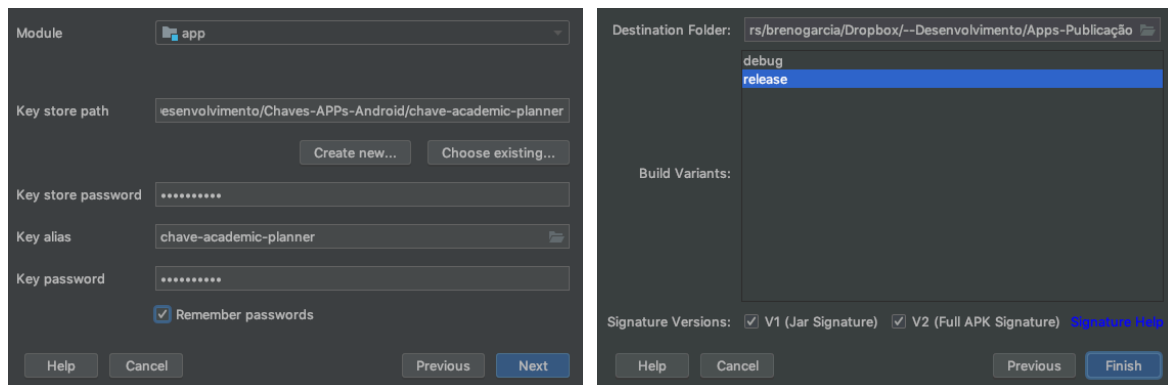 Module
app
Key store path
esenvolvimento/Chaves-APPs-Android/chave-academic-planner
Create new...
Choose existing...
Key store password
••••••••••
Key alias
chave-academic-planner
Key password
••••••••••
Remember passwords
Help
Cancel
Previous
Next
Destination Folder:
rs/brenogarcia/Dropbox/--Desenvolvimento/Apps-Publicação
debug
release
Build Variants:
Signature Versions:
V1 (Jar Signature)
V2 (Full APK Signature)
Signature Help
Help
Cancel
Previous
Finish